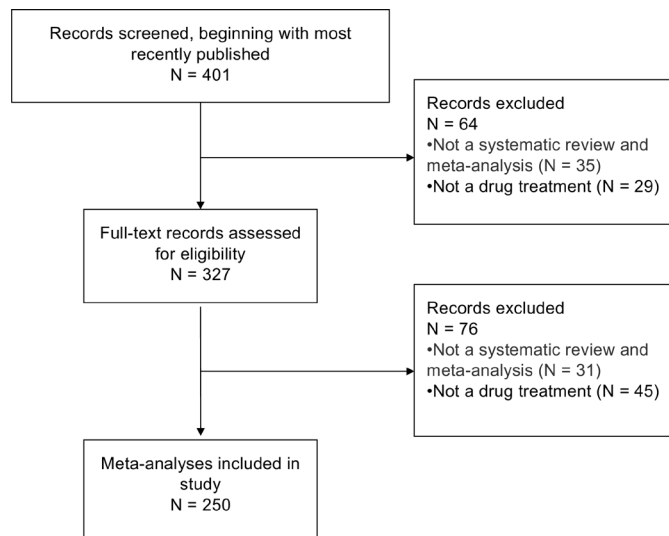 Records screened, beginning with most
recently published
N = 401
Records excluded
N = 64
•Not a systematic review and
meta-analysis (N = 35)
•Not a drug treatment (N = 29)
Full-text records assessed
for eligibility
N = 327
Records excluded
N = 76
•Not a systematic review and
meta-analysis (N = 31)
•Not a drug treatment (N = 45)
Meta-analyses included in
study
N = 250